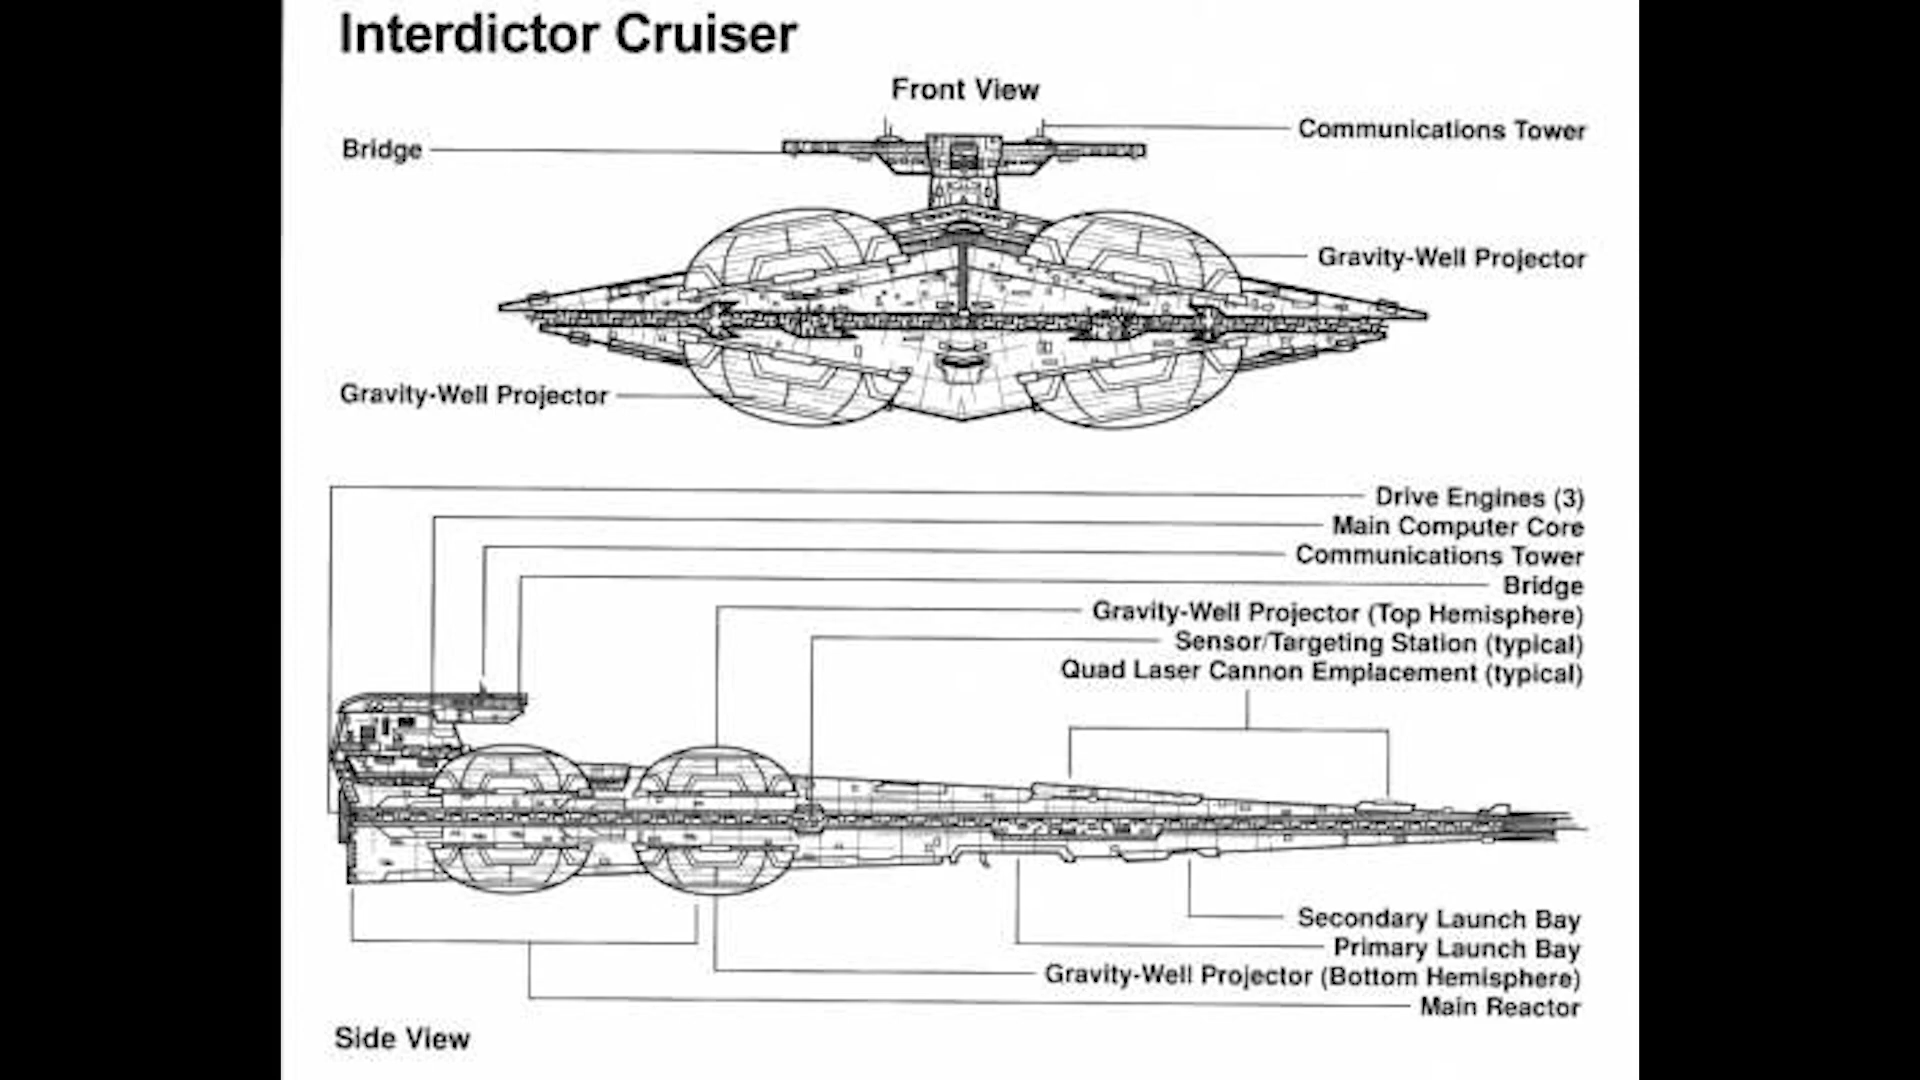 Interdictor Cruiser
Front View
Communications Tower
Bridge
Gravity-Well Projector
Gravity-Well Projector
Drive Engines (3)
Main Computer Core
Communications Tower
Bridge
Gravity-Well Projector (Top Hemisphere)
Sensor/Targeting Station (typical)
Quad Laser Cannon Emplacement (typical)
Secondary Launch Bay
Primary Launch Bay
Gravity-Well Projector (Bottom Hemisphere)
Main Reactor
Side View